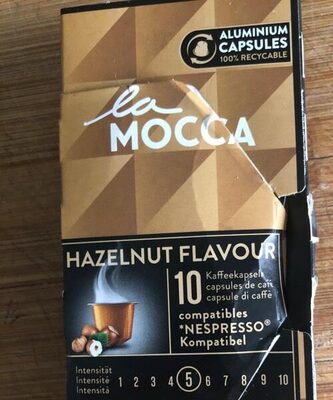 ALUMINIUM
CAPSULES
100% RECYCLABLE
la
MOCCA
HAZELNUT FLAVOUR
10
Kaffeekapseln
capsules de café
capsule di caffè
compatibles
*NESPRESSO®
Kompatibel
Intensität
Intensité
Intensità
1 2 3 4 5 6 7 8 9 10